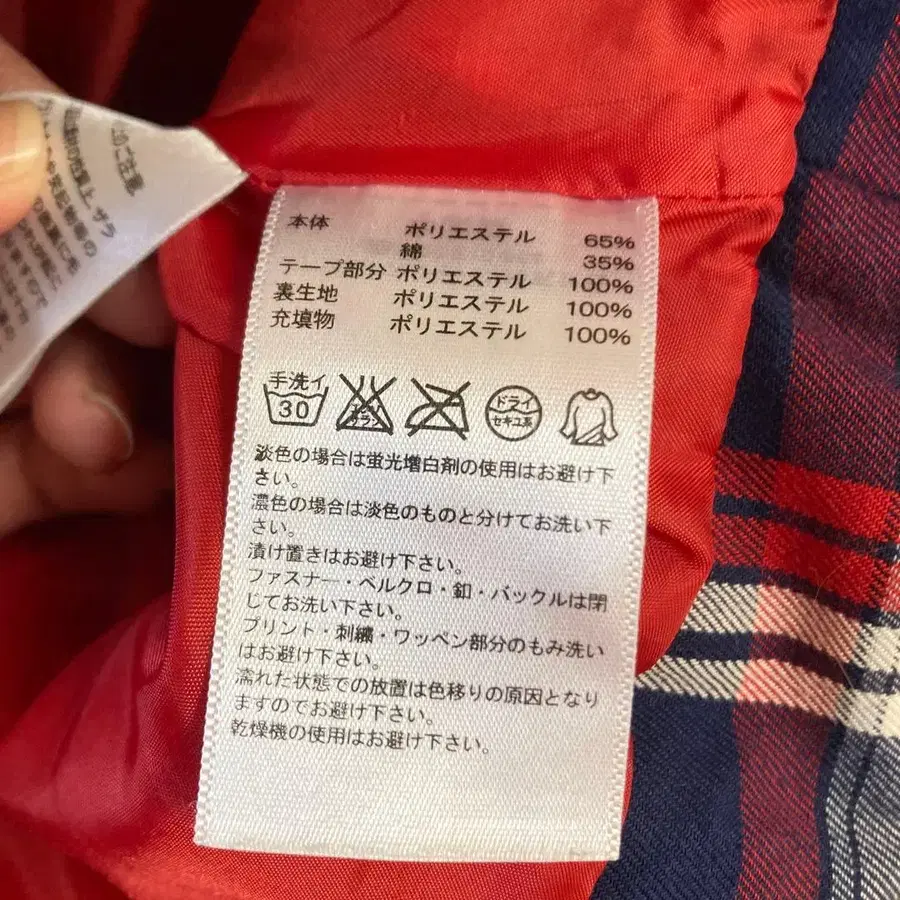 のご注意
本体 ポリエステル 65%
綿 35%
テープ部分 ポリエステル 100%
裏生地 ポリエステル 100%
充填物 ポリエステル 100%
手洗イ
30
エンソ
サラシ
ドライ
セキユ系
淡色の場合は蛍光増白剤の使用はお避け下
さい。
濃色の場合は淡色のものと分けてお洗い下
さい。
漬け置きはお避け下さい。
ファスナー・ベルクロ・釦・バックルは閉
じてお洗い下さい。
プリント・刺繍・ワッペン部分のもみ洗い
はお避け下さい。
濡れた状態での放置は色移りの原因となり
ますのでお避け下さい。
乾燥機の使用はお避け下さい。